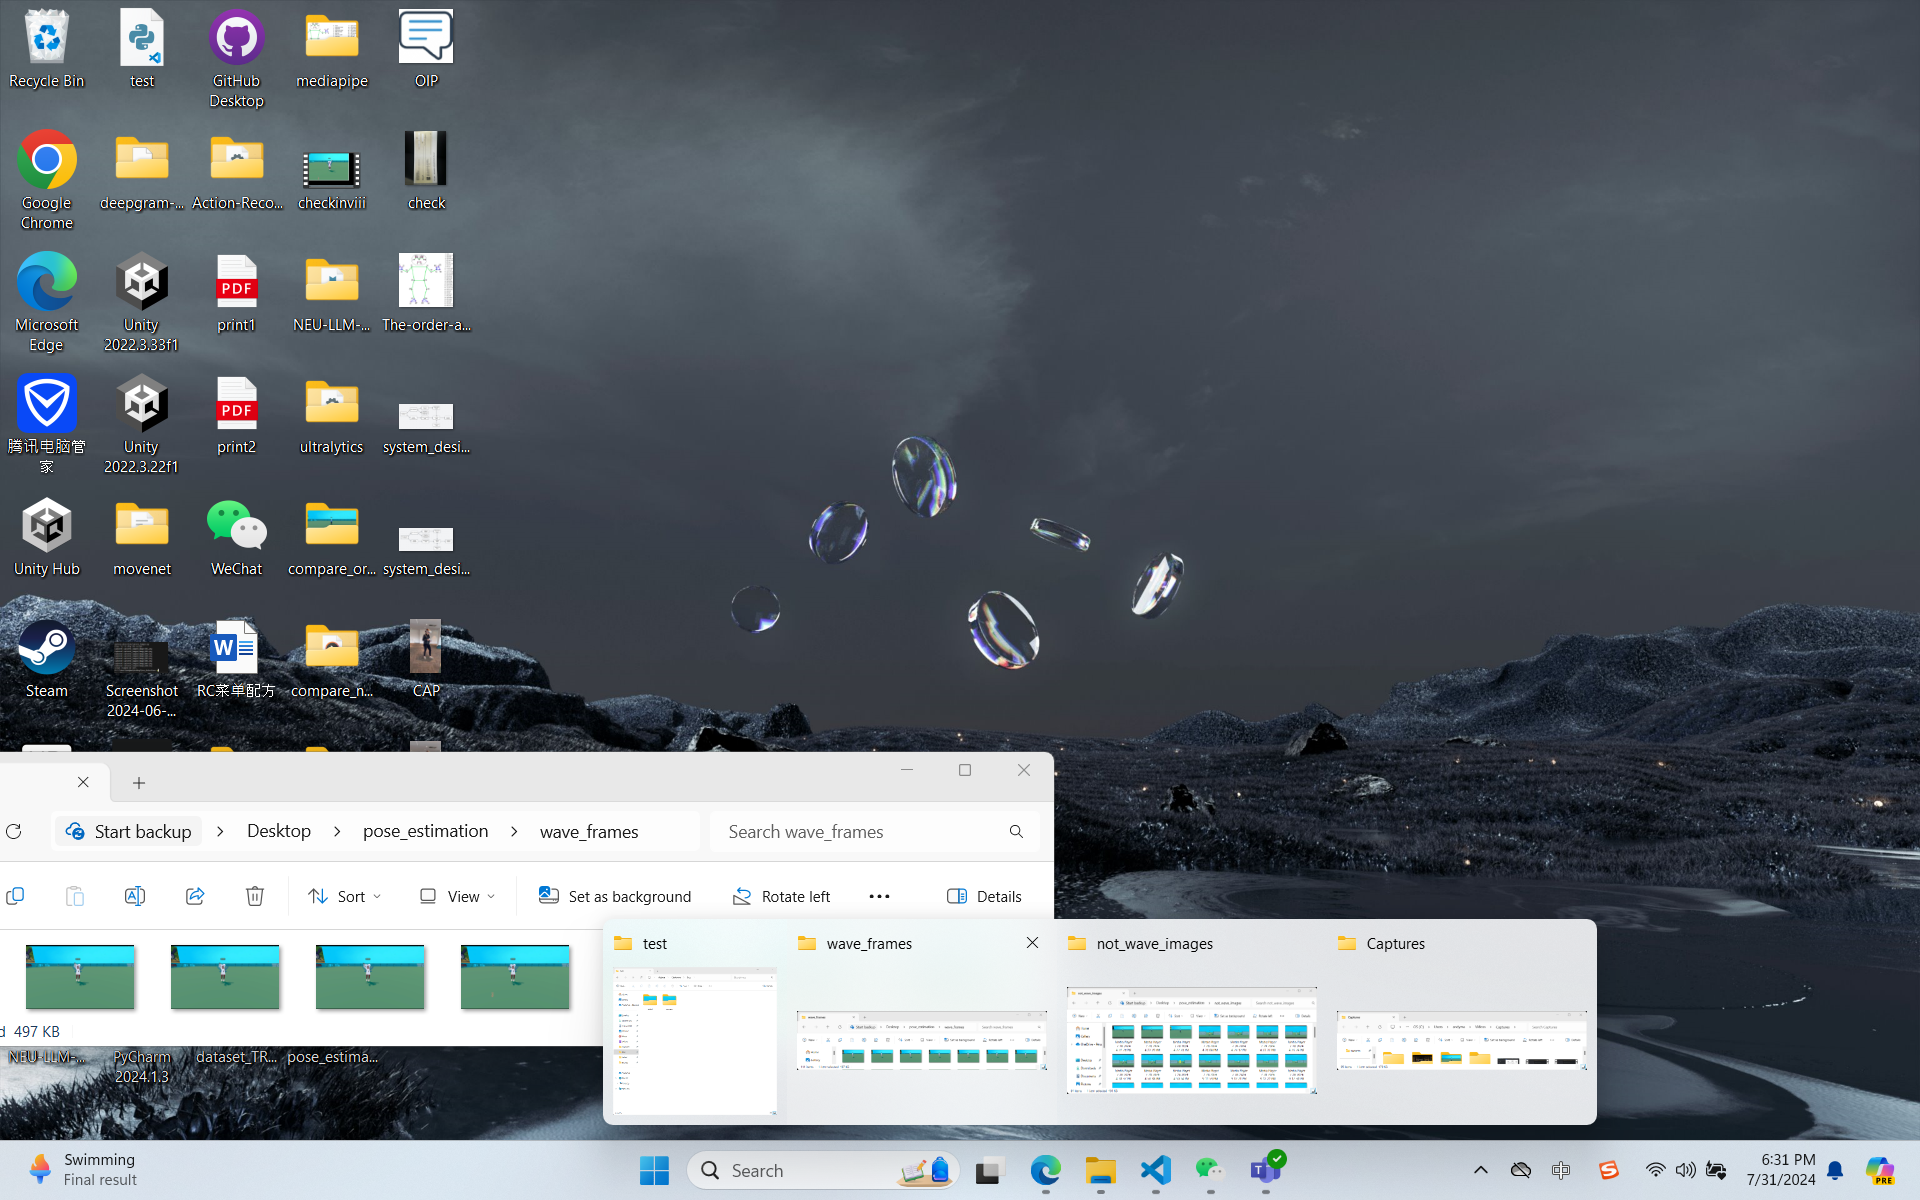 Recycle Bin
test
GitHub
Desktop
mediapipe
OIP
Google
Chrome
deepgram-...
Action-Reco...
checkinviii
check
Microsoft
Edge
Unity
2022.3.33f1
PDF
print1
NEU-LLM-...
The-order-a...
腾讯电脑管
家
Unity
2022.3.22f1
PDF
print2
ultralytics
system_desi...
Unity Hub
movenet
WeChat
compare_or...
system_desi...
Steam
Screenshot
2024-06-...
W
RC菜单配方
compare_n...
CAP
Start backup
Desktop
pose_estimation
wave_frames
Search wave_frames
Sort
View
Set as background
Rotate left
Details
d 497 KB
NEU-LLM-...
PyCharm
2024.1.3
dataset_TR...
pose_estima...
test
wave_frames
not_wave_images
Captures
Swimming
Final result
Search
6:31 PM
7/31/2024
PRE